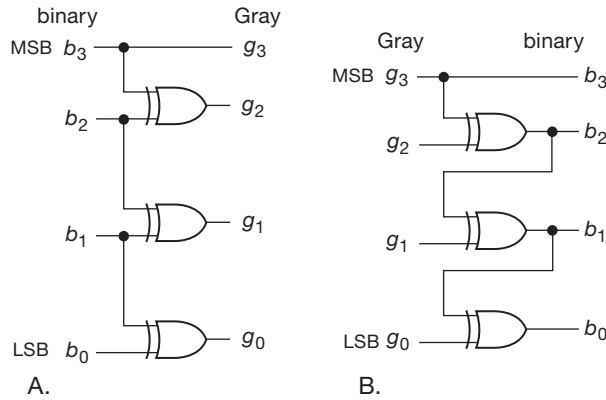 binary Gray
MSB b₃ g₃
g₂
b₂
g₁
b₁
g₀
LSB b₀
A.
Gray binary
MSB g₃ b₃
b₂
g₂
b₁
g₁
b₀
LSB g₀
B.